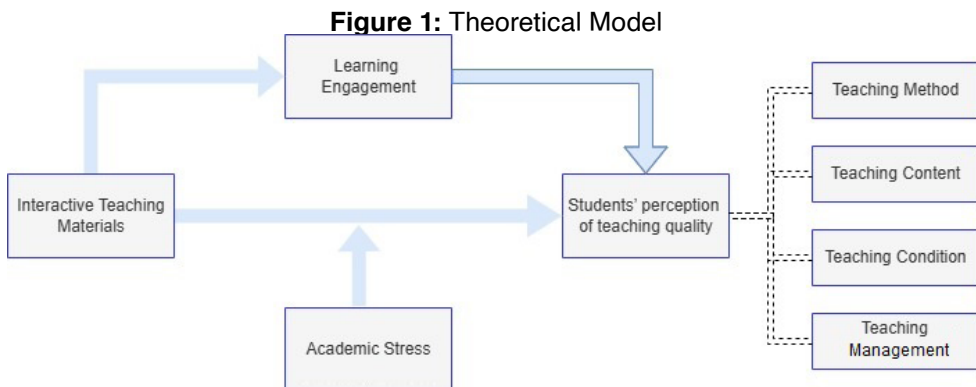 Figure 1: Theoretical Model
Learning
Engagement
Teaching Method
Teaching Content
Interactive Teaching
Materials
Students' perception
of teaching quality
Teaching Condition
Academic Stress
Teaching
Management